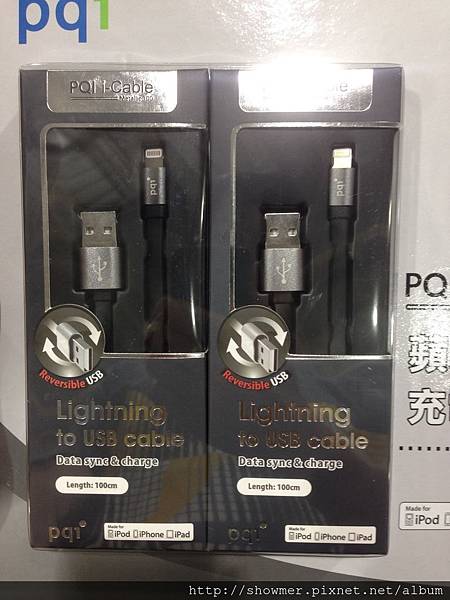 pqi
PQI i-Cable
pqi
pqi
Reversible USB
Reversible USB
Lightning
to USB cable
Data sync & charge
Length: 100cm
pqi
Made for
iPod iPhone iPad
Lightning
to USB cable
Data sync & charge
Length: 100cm
pqi
Made for
iPod iPhone iPad
PQ
蘋
充
Made for
iPod
http://showmer.pixnet.net/album